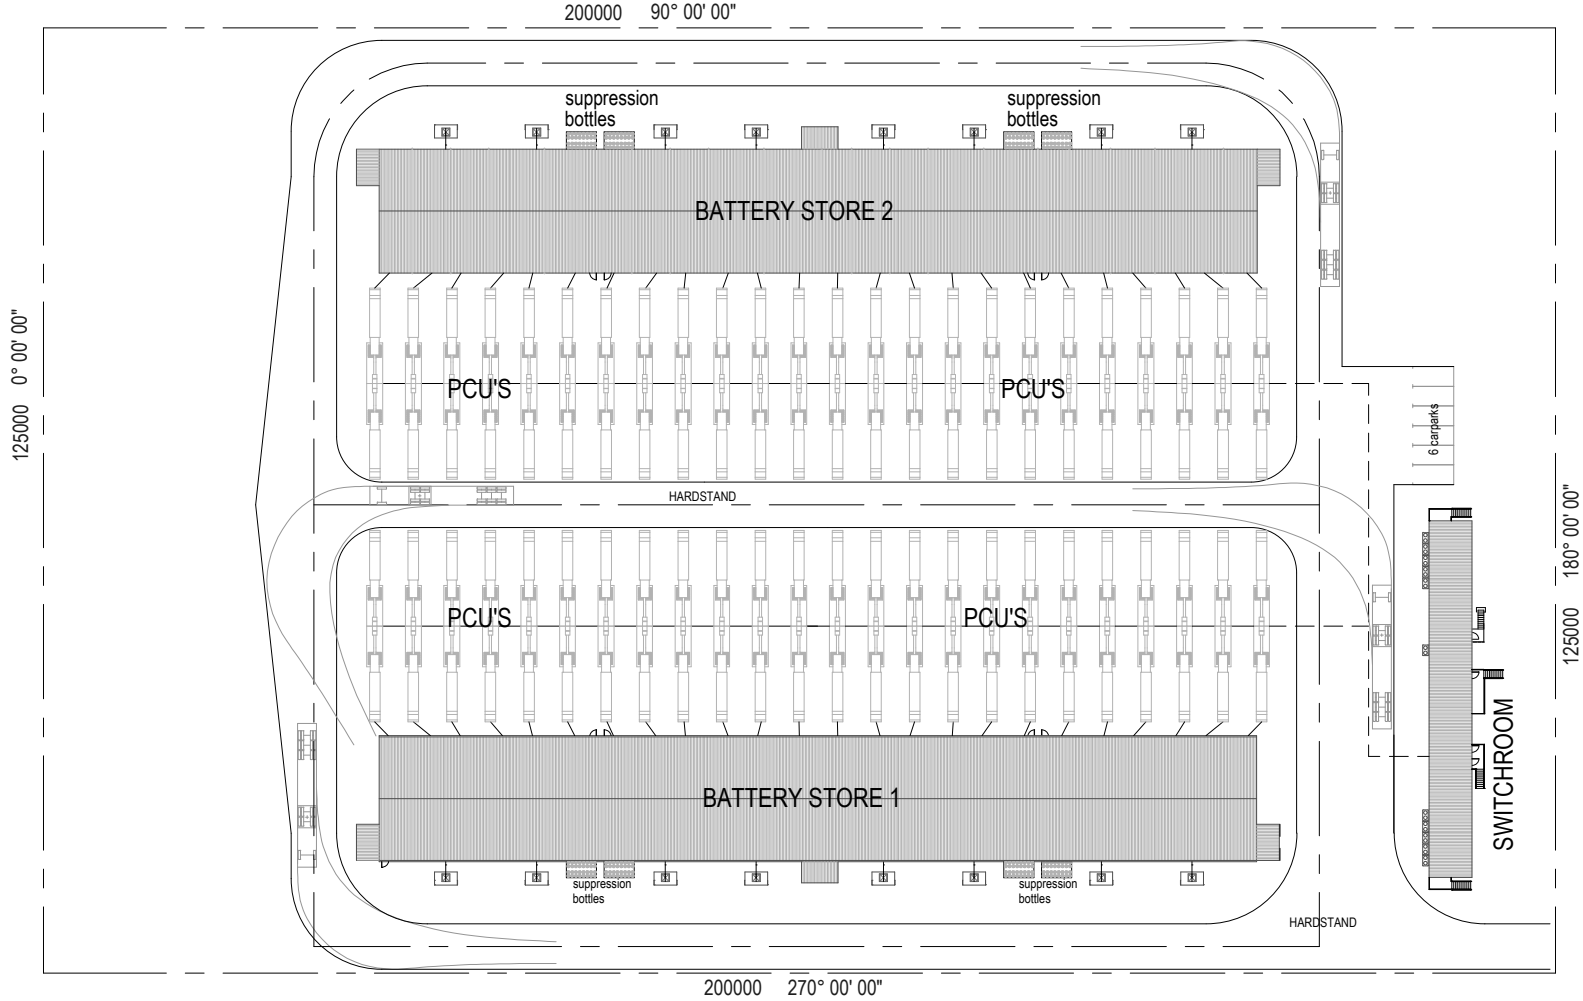 200000 90° 00' 00"
suppression
bottles
suppression
bottles
BATTERY STORE 2
125000 0° 00' 00"
PCU'S
PCU'S
6 carparks
HARDSTAND
125000 180° 00' 00"
PCU'S
PCU'S
SWITCHROOM
BATTERY STORE 1
suppression
bottles
suppression
bottles
HARDSTAND
200000 270° 00' 00"